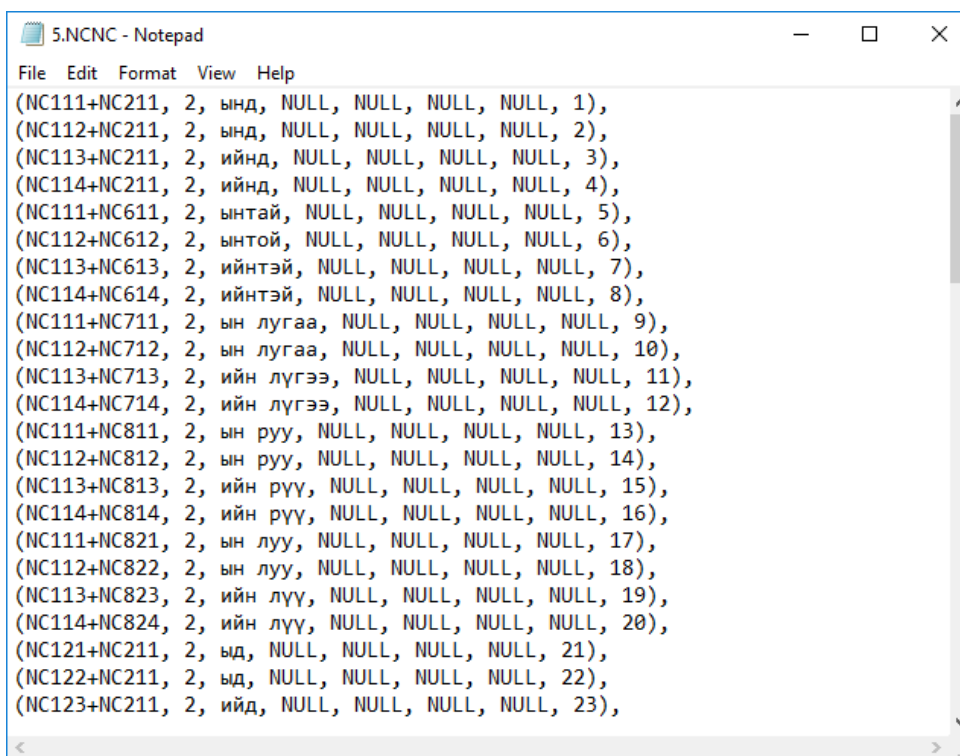 5.NCNC - Notepad
File Edit Format View Help
(NC111+NC211, 2, ынд, NULL, NULL, NULL, NULL, 1),
(NC112+NC211, 2, ынд, NULL, NULL, NULL, NULL, 2),
(NC113+NC211, 2, ийнд, NULL, NULL, NULL, NULL, 3),
(NC114+NC211, 2, ийнд, NULL, NULL, NULL, NULL, 4),
(NC111+NC611, 2, ынтай, NULL, NULL, NULL, NULL, 5),
(NC112+NC612, 2, ынтой, NULL, NULL, NULL, NULL, 6),
(NC113+NC613, 2, ийнтэй, NULL, NULL, NULL, NULL, 7),
(NC114+NC614, 2, ийнтэй, NULL, NULL, NULL, NULL, 8),
(NC111+NC711, 2, ын лугаа, NULL, NULL, NULL, NULL, 9),
(NC112+NC712, 2, ын лугаа, NULL, NULL, NULL, NULL, 10),
(NC113+NC713, 2, ийн лүгээ, NULL, NULL, NULL, NULL, 11),
(NC114+NC714, 2, ийн лүгээ, NULL, NULL, NULL, NULL, 12),
(NC111+NC811, 2, ын руу, NULL, NULL, NULL, NULL, 13),
(NC112+NC812, 2, ын руу, NULL, NULL, NULL, NULL, 14),
(NC113+NC813, 2, ийн рүү, NULL, NULL, NULL, NULL, 15),
(NC114+NC814, 2, ийн рүү, NULL, NULL, NULL, NULL, 16),
(NC111+NC821, 2, ын луу, NULL, NULL, NULL, NULL, 17),
(NC112+NC822, 2, ын луу, NULL, NULL, NULL, NULL, 18),
(NC113+NC823, 2, ийн лүү, NULL, NULL, NULL, NULL, 19),
(NC114+NC824, 2, ийн лүү, NULL, NULL, NULL, NULL, 20),
(NC121+NC211, 2, ыд, NULL, NULL, NULL, NULL, 21),
(NC122+NC211, 2, ыд, NULL, NULL, NULL, NULL, 22),
(NC123+NC211, 2, ийд, NULL, NULL, NULL, NULL, 23),